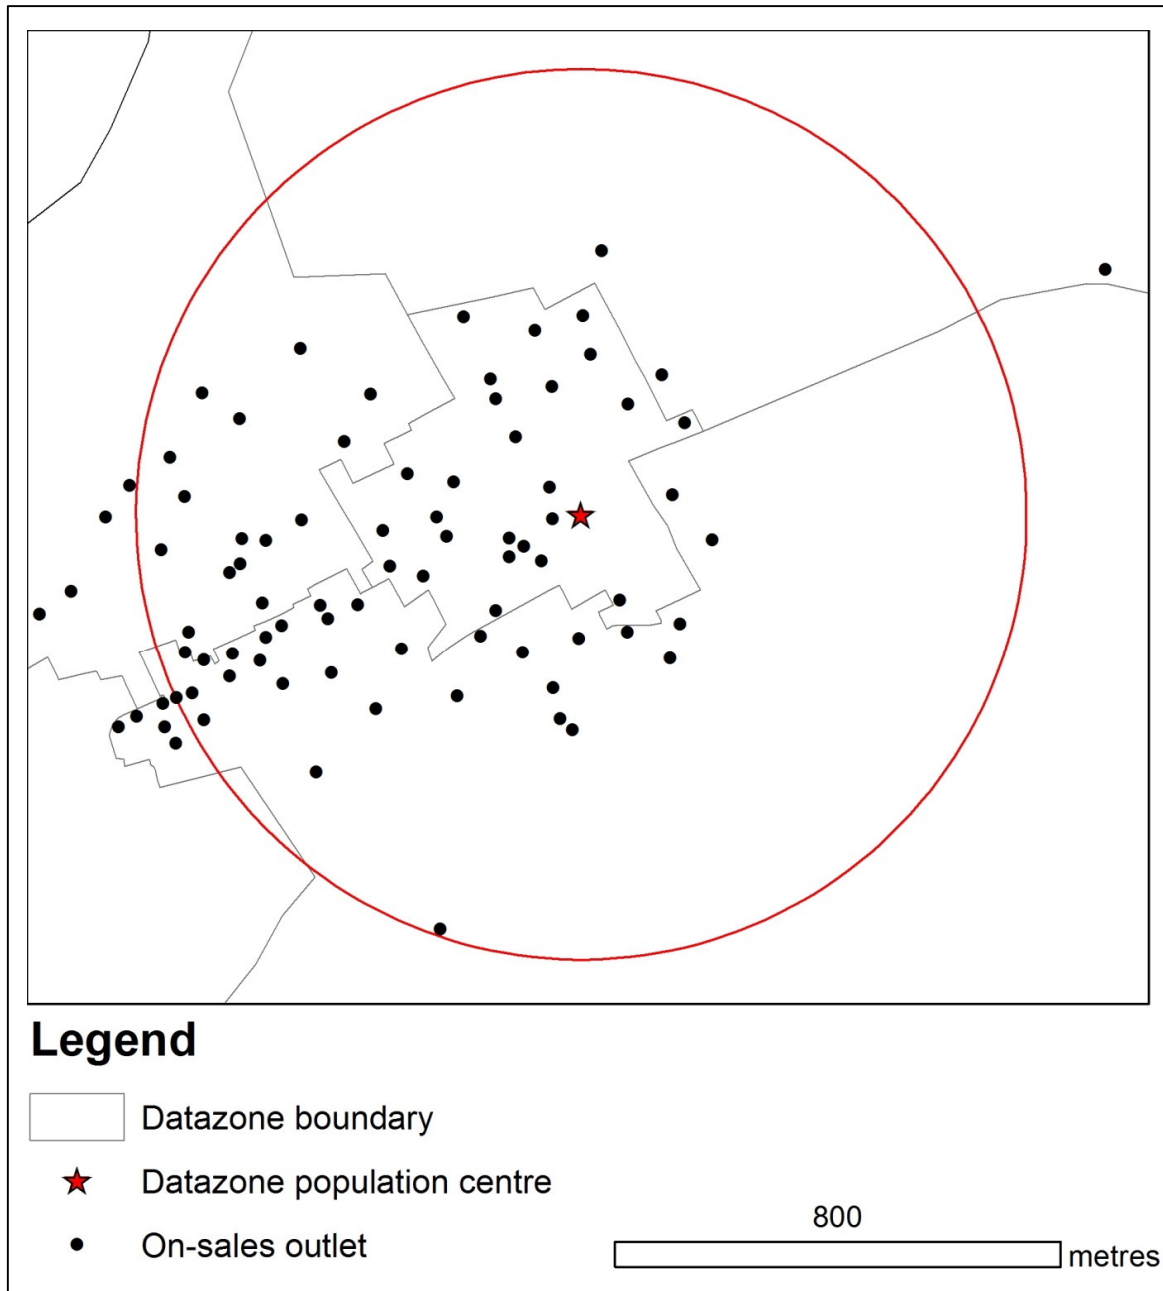 Legend
Datazone boundary
Datazone population centre
On-sales outlet
800
metres